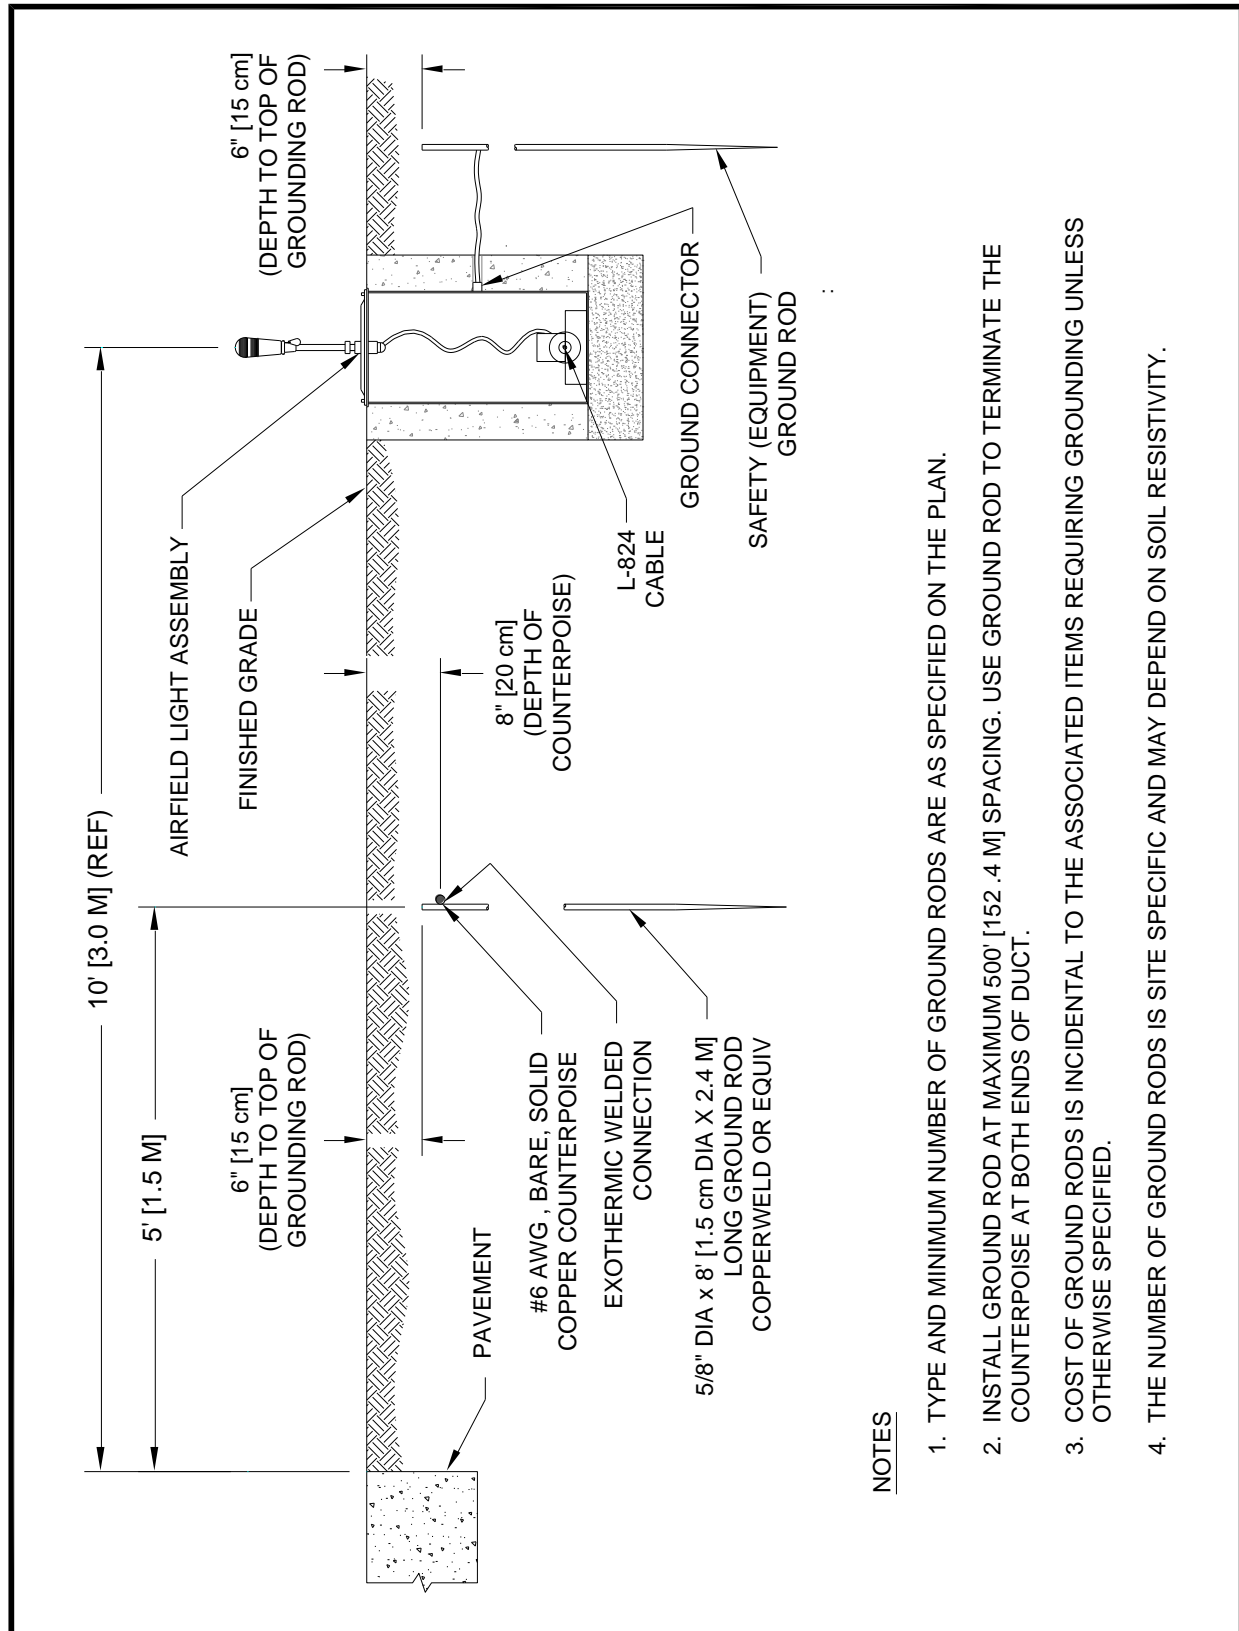 10' [3.0 M] (REF)
5' [1.5 M]
AIRFIELD LIGHT ASSEMBLY
FINISHED GRADE
6" [15 cm]
(DEPTH TO TOP OF
GROUNDING ROD)
6" [15 cm]
(DEPTH TO TOP OF
GROUNDING ROD)
8" [20 cm]
(DEPTH OF
COUNTERPOISE)
PAVEMENT
#6 AWG , BARE, SOLID
COPPER COUNTERPOISE
EXOTHERMIC WELDED
CONNECTION
5/8" DIA x 8' [1.5 cm DIA X 2.4 M]
LONG GROUND ROD
COPPERWELD OR EQUIV
L-824
CABLE
GROUND CONNECTOR
SAFETY (EQUIPMENT)
GROUND ROD
:
NOTES
1. TYPE AND MINIMUM NUMBER OF GROUND RODS ARE AS SPECIFIED ON THE PLAN.
2. INSTALL GROUND ROD AT MAXIMUM 500' [152 .4 M] SPACING. USE GROUND ROD TO TERMINATE THE
COUNTERPOISE AT BOTH ENDS OF DUCT.
3. COST OF GROUND RODS IS INCIDENTAL TO THE ASSOCIATED ITEMS REQUIRING GROUNDING UNLESS
OTHERWISE SPECIFIED.
4. THE NUMBER OF GROUND RODS IS SITE SPECIFIC AND MAY DEPEND ON SOIL RESISTIVITY.